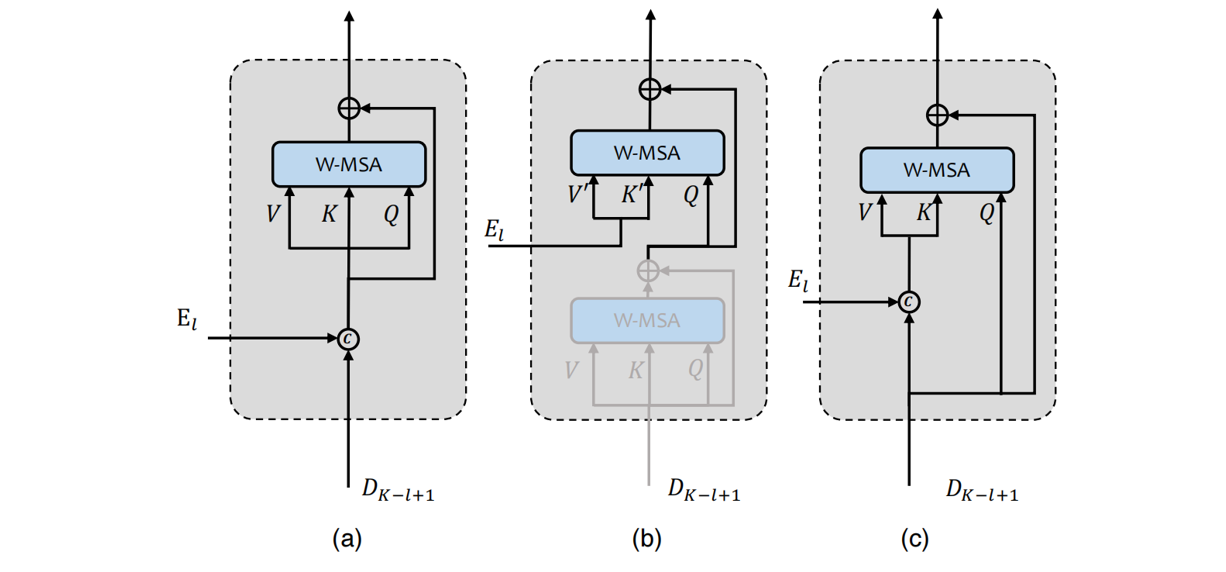 W-MSA
V K Q
E_l
C
D_{K-l+1}
(a)
W-MSA
V′ K′ Q
E_l
W-MSA
V K Q
D_{K-l+1}
(b)
W-MSA
V K Q
E_l
C
D_{K-l+1}
(c)